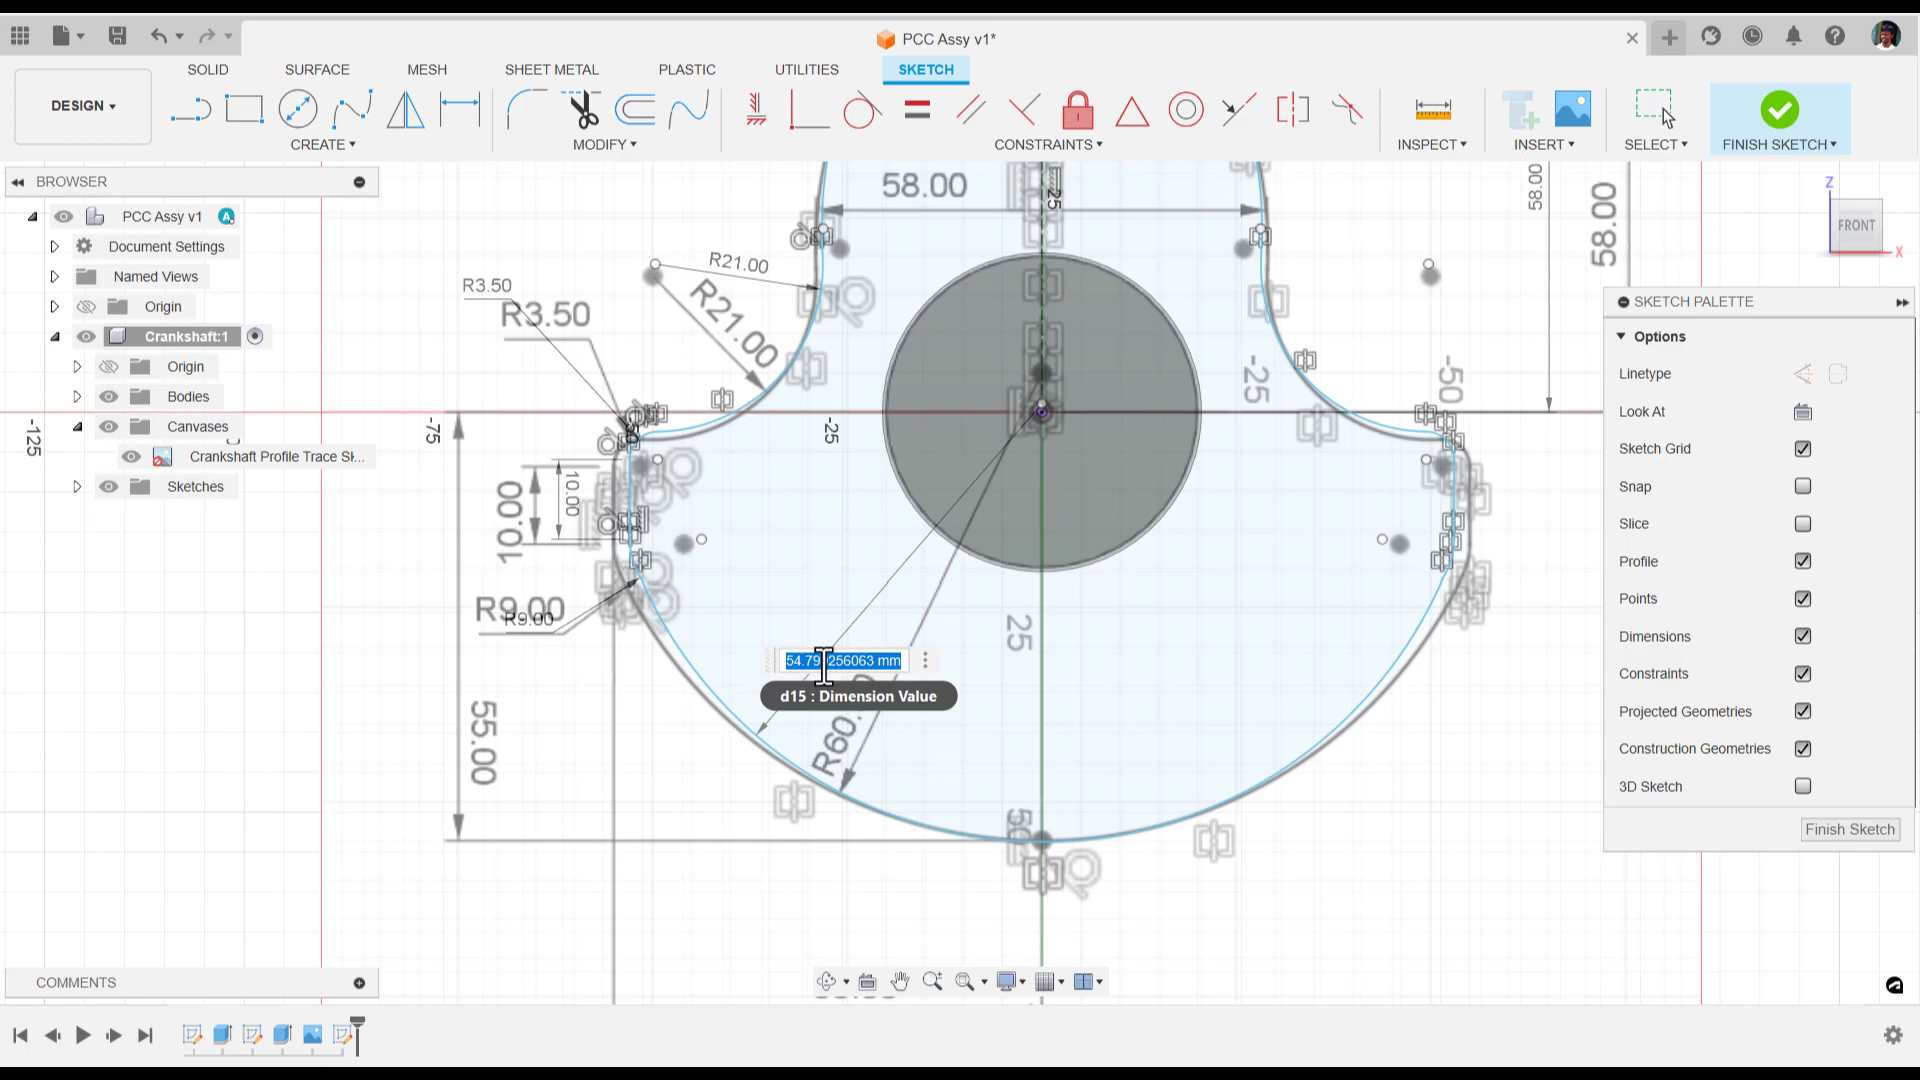 PCC Assy v1*
SOLID SURFACE MESH SHEET METAL PLASTIC UTILITIES SKETCH
DESIGN
CREATE MODIFY CONSTRAINTS INSPECT INSERT SELECT FINISH SKETCH
BROWSER
PCC Assy v1
Document Settings
Named Views
Origin
Crankshaft:1
Origin
Bodies
Canvases
Crankshaft Profile Trace Sk...
Sketches
58.00
25
58.00
58.00
Z
FRONT
X
R21.00
R21.00
R3.50
R3.50
-125
-75
-25
-25
-50
50
10.00
10.00
R9.00
R9.00
25
55.00
50
d15 : Dimension Value
SKETCH PALETTE
Options
Linetype
Look At
Sketch Grid
Snap
Slice
Profile
Points
Dimensions
Constraints
Projected Geometries
Construction Geometries
3D Sketch
Finish Sketch
COMMENTS